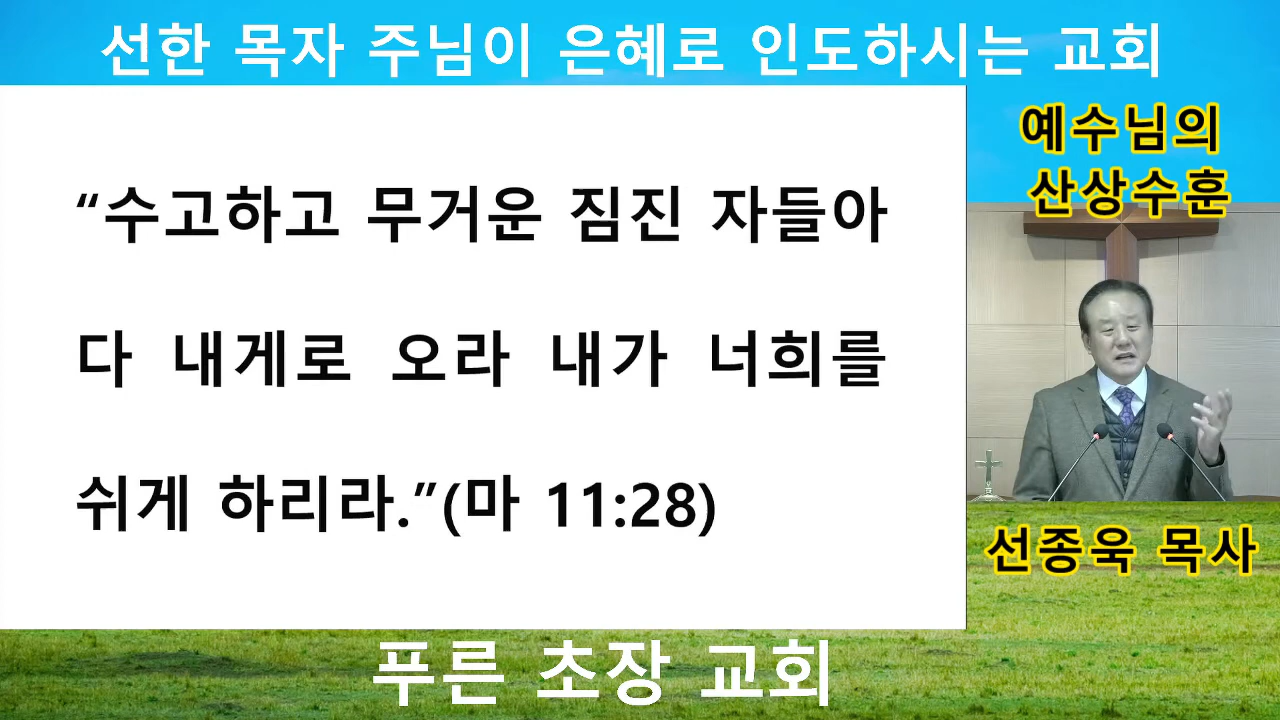 선한 목자 주님이 은혜로 인도하시는 교회
“수고하고 무거운 짐진 자들아
다 내게로 오라 내가 너희를
쉬게 하리라.”(마 11:28)
예수님의
산상수훈
선종욱 목사
푸른 초장 교회